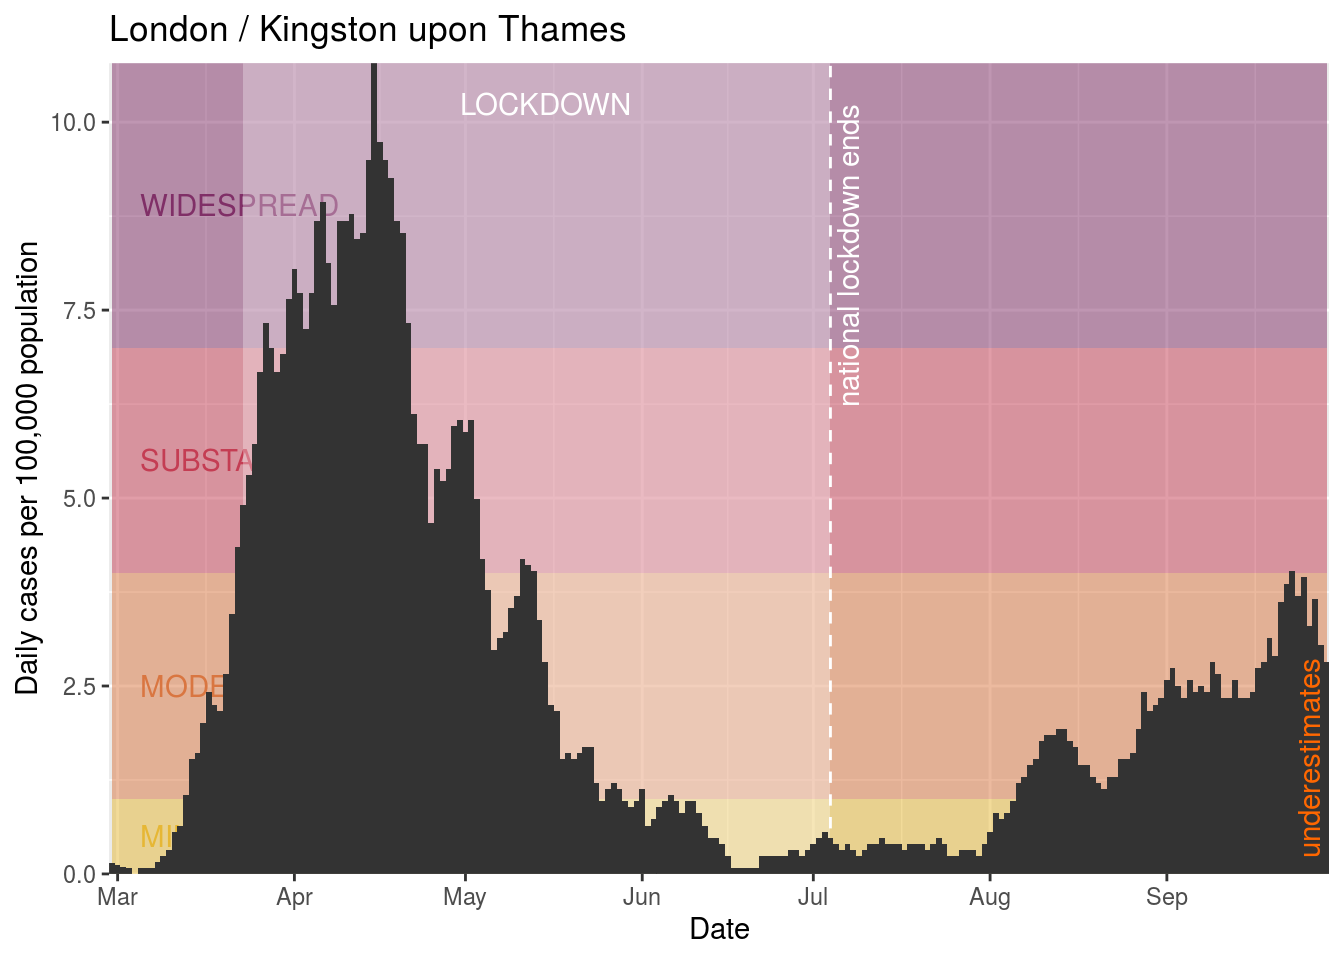 London / Kingston upon Thames
LOCKDOWN
10.0
national lockdown ends
WIDESPREAD
7.5
Daily cases per 100,000 population
SUBSTA
5.0
MODE
2.5
underestimates
MI
0.0
Mar Apr May Jun Jul Aug Sep
Date